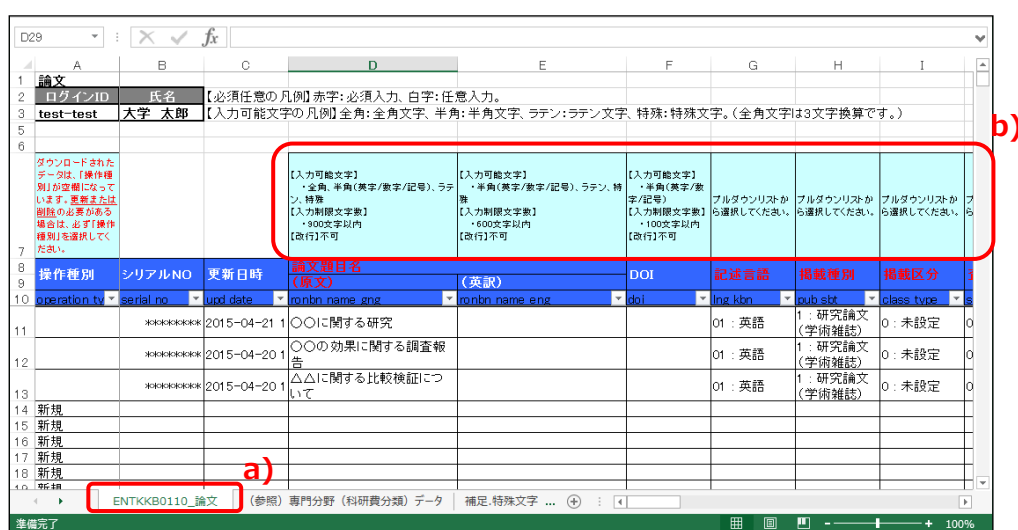 D29
fx
A B C D E F G H I
1 論文
2 ログインID 氏名 【必須任意の凡例】赤字:必須入力、白字:任意入力。
3 test-test 大学 太郎 【入力可能文字の凡例】全角:全角文字、半角:半角文字、ラテン:ラテン文字、特殊:特殊文字。(全角文字は3文字換算です。)
b)
5
6
7
ダウンロードされた
データは、「操作種
別」が空欄になって
います。更新または
削除の必要がある
場合は、必ず「操作
種別」を選択してく
ださい。
【入力可能文字】
・全角、半角(英字/数字/記号)、ラテ
ン、特殊
【入力制限文字数】
・900文字以内
【改行】不可
【入力可能文字】
・半角(英字/数字/記号)、ラテン、特
殊
【入力制限文字数】
・600文字以内
【改行】不可
【入力可能文字】
・半角(英字/数
字/記号)
【入力制限文字数】
・100文字以内
【改行】不可
プルダウンリストか
ら選択してください。
プルダウンリストか
ら選択してください。
プルダウンリストか
ら選択してください。
プ
ら
8 操作種別 シリアルNO 更新日時 論文題目名 DOI 記述言語 掲載種別 掲載区分
9 (原文) (英訳)
10 operation ty serial no upd date ronbn name gng ronbn name eng doi lng kbn pub sbt class type s
11 ******** 2015-04-21 1 〇〇に関する研究 01:英語 1:研究論文
(学術雑誌) 0:未設定 0
12 ******** 2015-04-20 1 〇〇の効果に関する調査報
告 01:英語 1:研究論文
(学術雑誌) 0:未設定 0
13 ******** 2015-04-20 1 △△に関する比較検証につ
いて 01:英語 1:研究論文
(学術雑誌) 0:未設定 0
14 新規
15 新規
16 新規
17 新規
18 新規
19 新規
a)
ENTKKB0110_論文 (参照)専門分野(科研費分類)データ 補足.特殊文字 ...
準備完了 100%